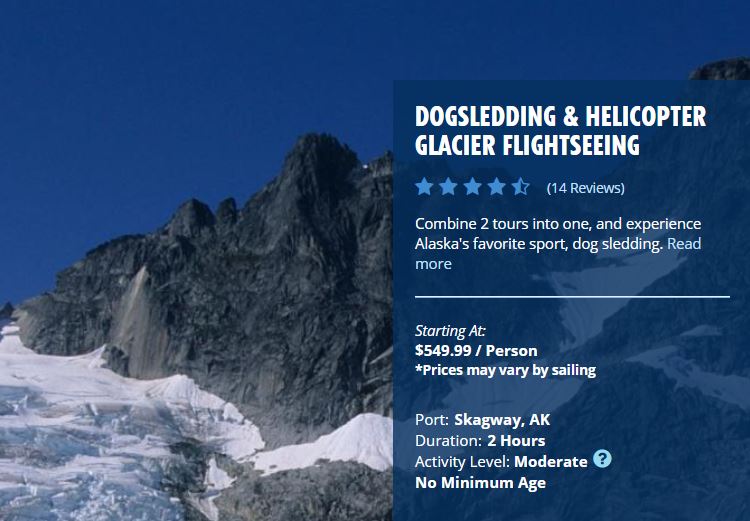 DOGSLEDDING & HELICOPTER
GLACIER FLIGHTSEEING
(14 Reviews)
Combine 2 tours into one, and experience
Alaska's favorite sport, dog sledding. Read
more
Starting At:
$549.99 / Person
*Prices may vary by sailing
Port: Skagway, AK
Duration: 2 Hours
Activity Level: Moderate ?
No Minimum Age